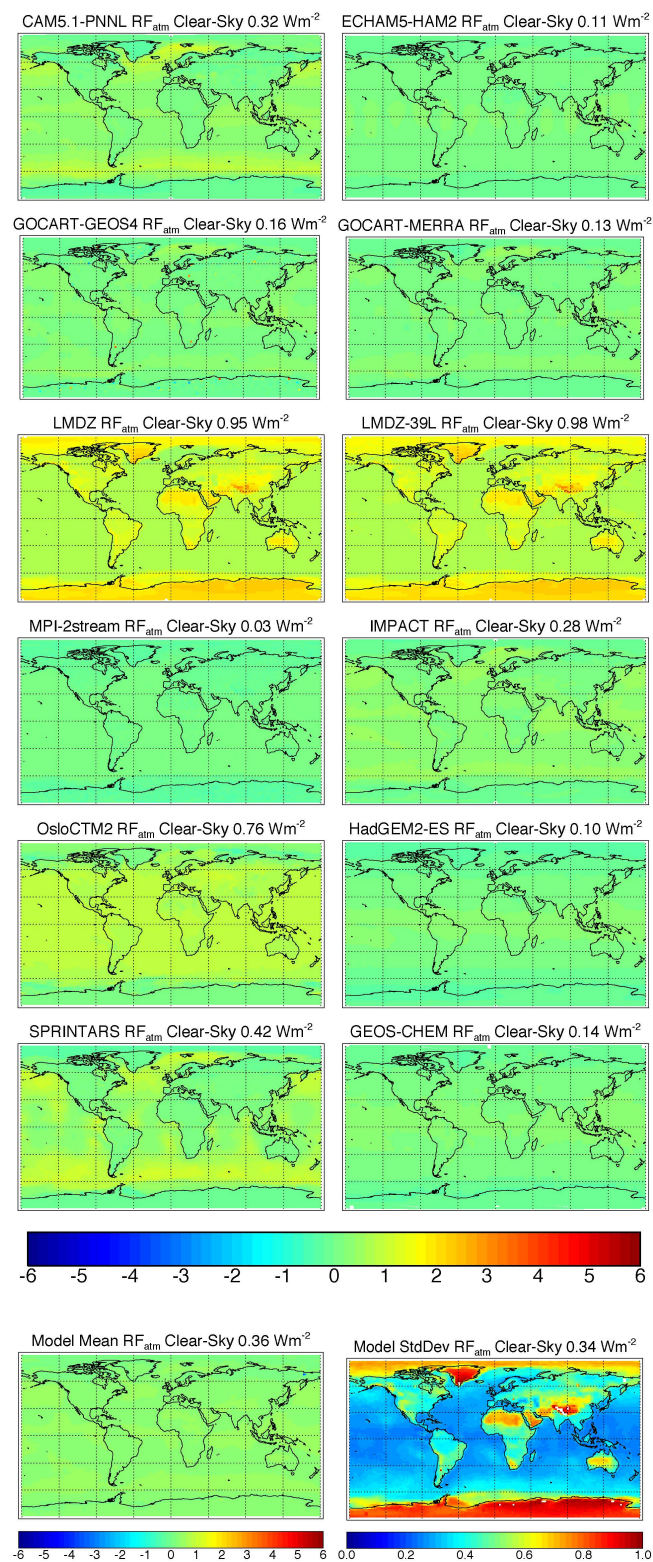 CAM5.1-PNNL RFatm Clear-Sky 0.32 Wm-2
ECHAM5-HAM2 RFatm Clear-Sky 0.11 Wm-2
GOCART-GEOS4 RFatm Clear-Sky 0.16 Wm-2
GOCART-MERRA RFatm Clear-Sky 0.13 Wm-2
LMDZ RFatm Clear-Sky 0.95 Wm-2
LMDZ-39L RFatm Clear-Sky 0.98 Wm-2
MPI-2stream RFatm Clear-Sky 0.03 Wm-2
IMPACT RFatm Clear-Sky 0.28 Wm-2
OsloCTM2 RFatm Clear-Sky 0.76 Wm-2
HadGEM2-ES RFatm Clear-Sky 0.10 Wm-2
SPRINTARS RFatm Clear-Sky 0.42 Wm-2
GEOS-CHEM RFatm Clear-Sky 0.14 Wm-2
-6 -5 -4 -3 -2 -1 0 1 2 3 4 5 6
Model Mean RFatm Clear-Sky 0.36 Wm-2
Model StdDev RFatm Clear-Sky 0.34 Wm-2
-6 -5 -4 -3 -2 -1 0 1 2 3 4 5 6
0.0 0.2 0.4 0.6 0.8 1.0